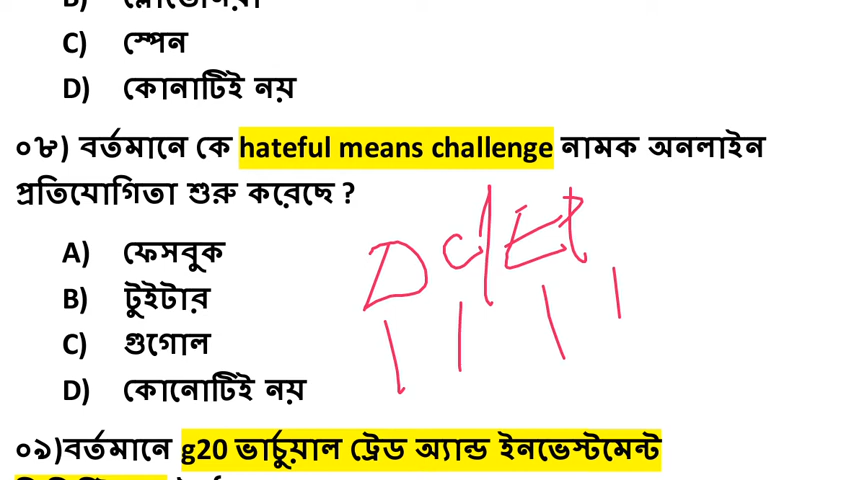 C) স্পেন
D) কোনাটিই নয়
০৮) বর্তমানে কে hateful means challenge নামক অনলাইন
প্রতিযোগিতা শুরু করেছে ?
A) ফেসবুক
B) টুইটার
C) গুগোল
D) কোনোটিই নয়
০৯)বর্তমানে g20 ভার্চুয়াল ট্রেড অ্যান্ড ইনভেস্টমেন্ট